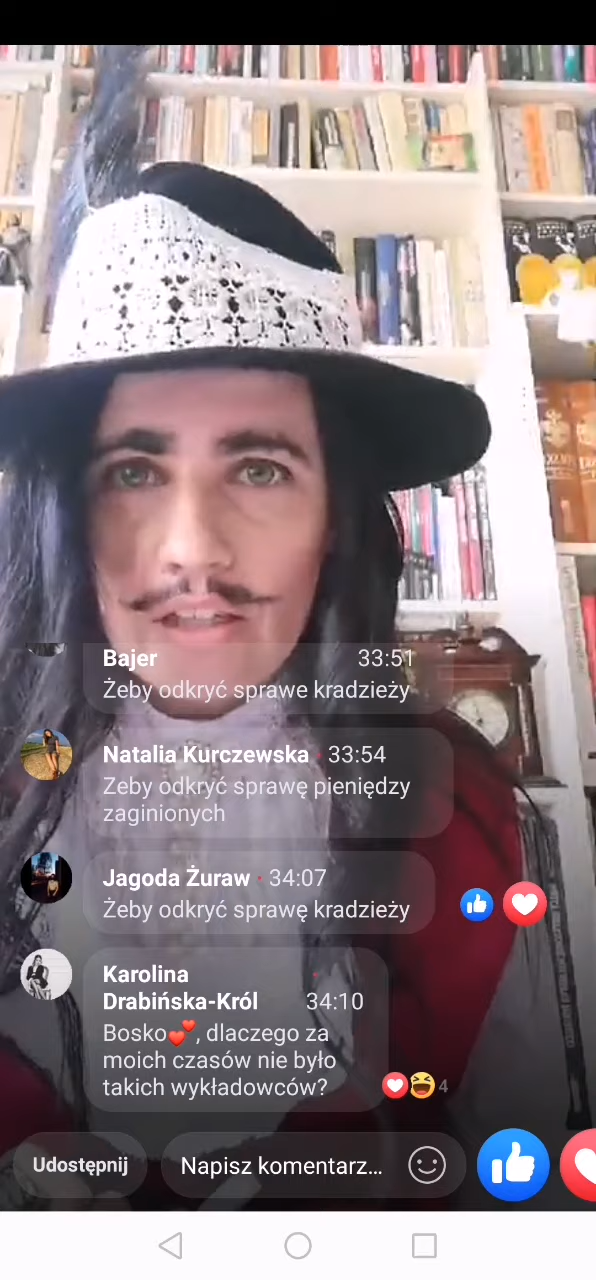 Bajer 33:51
Żeby odkryć sprawe kradzieży
Natalia Kurczewska · 33:54
Zeby odkryć sprawę pieniędzy
zaginionych
Jagoda Żuraw · 34:07
Żeby odkryć sprawę kradzieży
Karolina ·
Drabińska-Król 34:10
Bosko💕, dlaczego za
moich czasów nie było
takich wykładowców?
4
Udostępnij
Napisz komentarz...